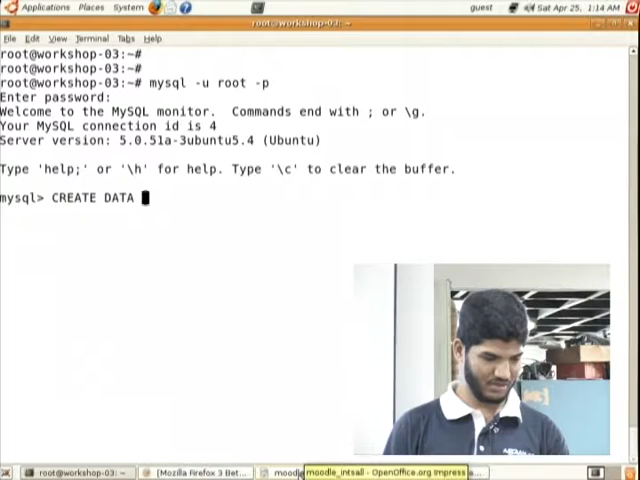 Applications Places System guest Sat Apr 25, 1:14 AM
root@workshop-03: ~
File Edit View Terminal Tabs Help
root@workshop-03:~#
root@workshop-03:~#
root@workshop-03:~# mysql -u root -p
Enter password:
Welcome to the MySQL monitor.  Commands end with ; or \g.
Your MySQL connection id is 4
Server version: 5.0.51a-3ubuntu5.4 (Ubuntu)
Type 'help;' or '\h' for help. Type '\c' to clear the buffer.
mysql> CREATE DATA
root@workshop-03: ~ [Mozilla Firefox 3 Bet... moodle moodle_intsall - OpenOffice.org Impress